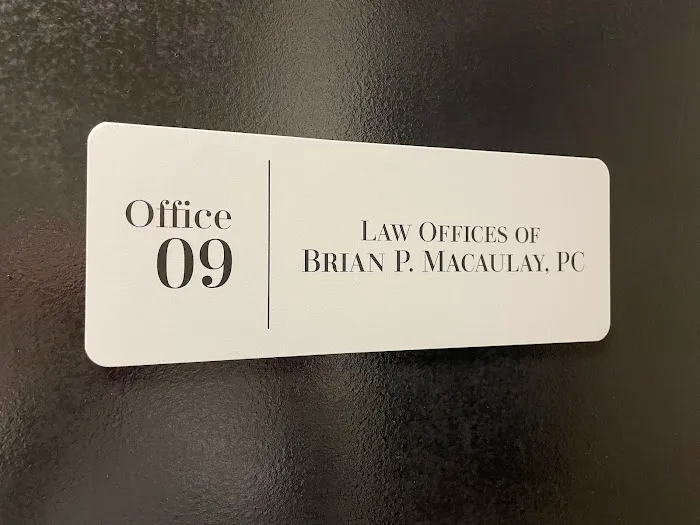 Office
09
LAW OFFICES OF
BRIAN P. MACAULAY, PC